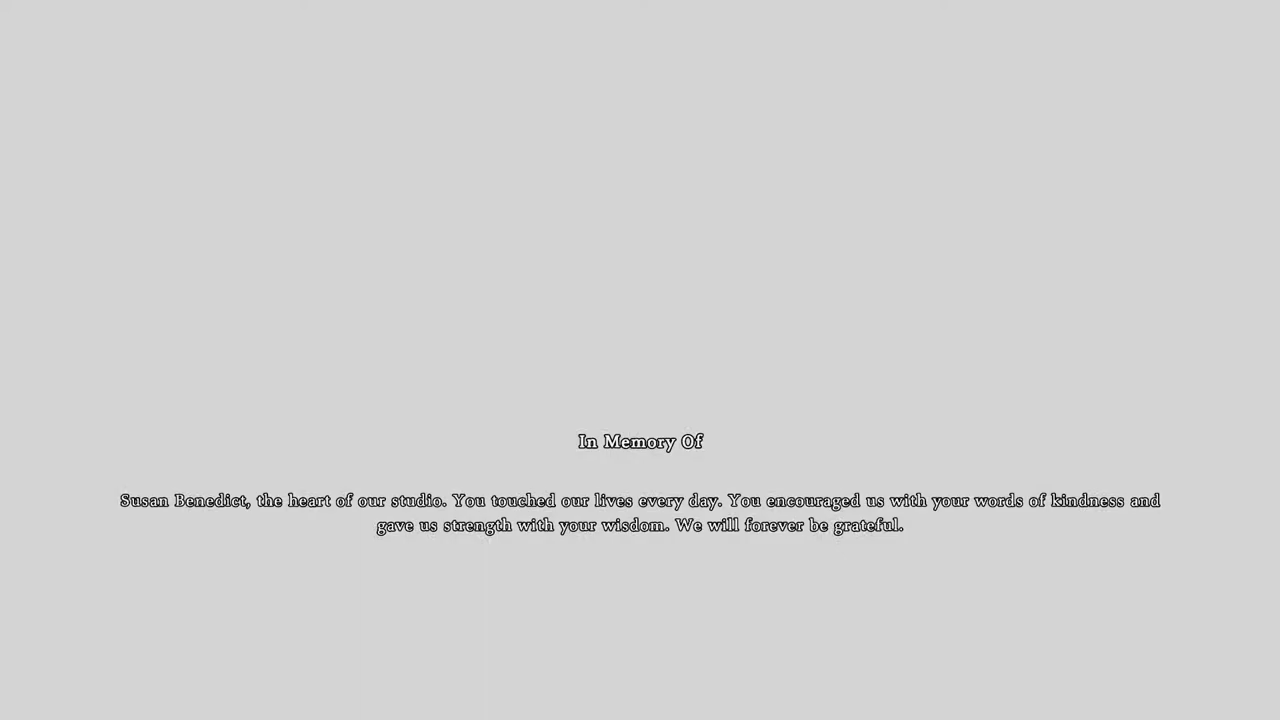 In Memory Of
Susan Benedict, the heart of our studio. You touched our lives every day. You encouraged us with your words of kindness and
gave us strength with your wisdom. We will forever be grateful.